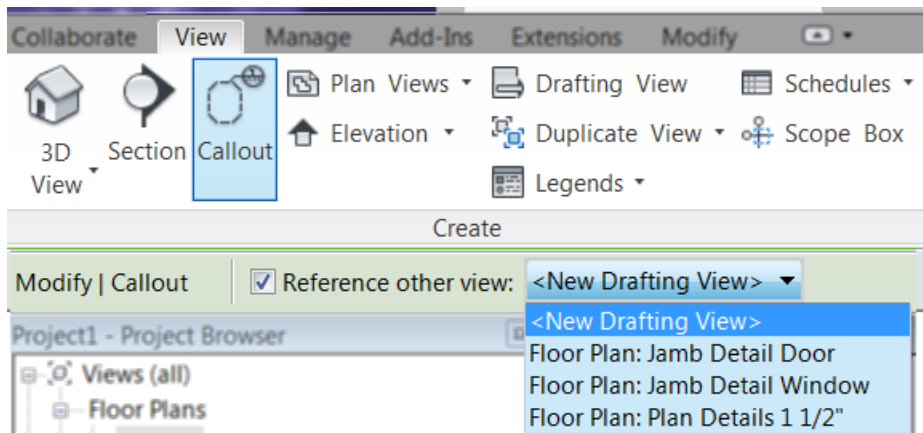 Collaborate View Manage Add-Ins Extensions Modify
3D View
Section
Callout
Plan Views
Elevation
Drafting View
Duplicate View
Legends
Schedules
Scope Box
Create
Modify | Callout Reference other view: <New Drafting View>
<New Drafting View>
Floor Plan: Jamb Detail Door
Floor Plan: Jamb Detail Window
Floor Plan: Plan Details 1 1/2"
Project1 - Project Browser
Views (all)
Floor Plans